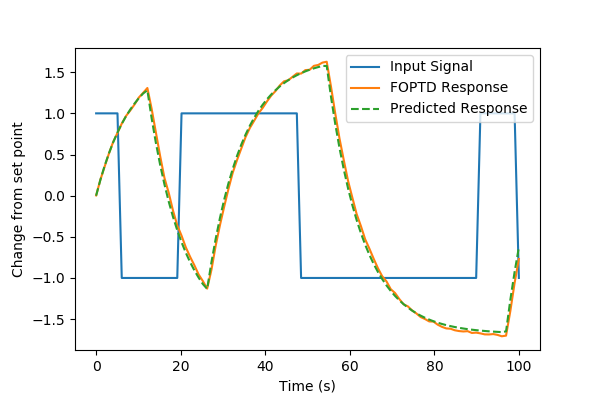 Input Signal
FOPTD Response
Predicted Response
1.5
1.0
0.5
0.0
−0.5
−1.0
−1.5
Change from set point
0
20
40
60
80
100
Time (s)